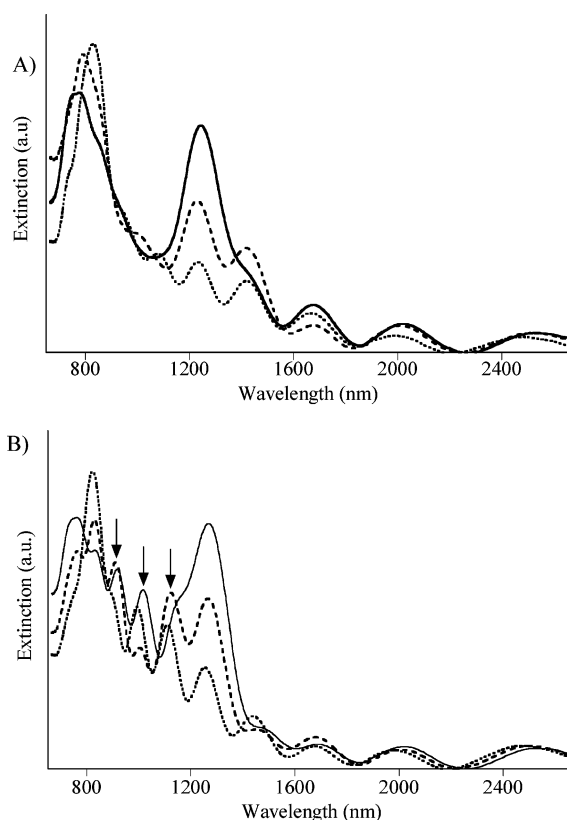 A)
Extinction (a.u)
800 1200 1600 2000 2400
Wavelength (nm)
B)
Extinction (a.u.)
800 1200 1600 2000 2400
Wavelength (nm)